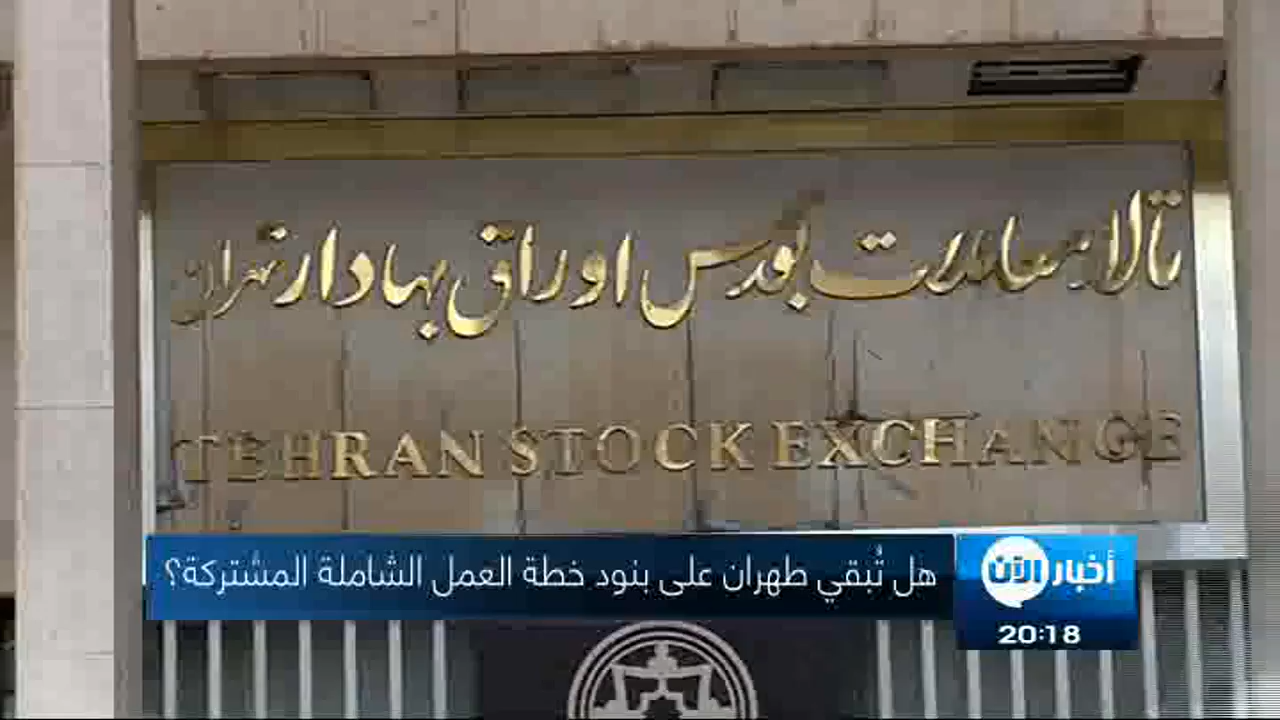 تالار معاملات بورس اوراق بهادار تهران
TEHRAN STOCK EXCHANGE
هل تُبقي طهران على بنود خطة العمل الشاملة المشتركة؟
أخبار الآن
20:18